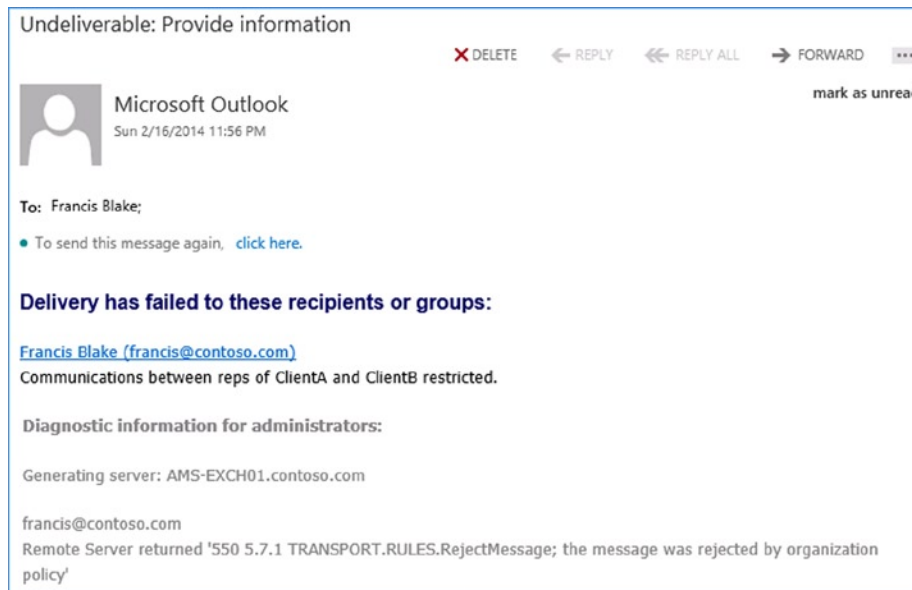 Undeliverable: Provide information
DELETE REPLY REPLY ALL FORWARD ...
mark as unread
Microsoft Outlook
Sun 2/16/2014 11:56 PM
To: Francis Blake;
• To send this message again, click here.
Delivery has failed to these recipients or groups:
Francis Blake (francis@contoso.com)
Communications between reps of ClientA and ClientB restricted.
Diagnostic information for administrators:
Generating server: AMS-EXCH01.contoso.com
francis@contoso.com
Remote Server returned '550 5.7.1 TRANSPORT.RULES.RejectMessage; the message was rejected by organization
policy'